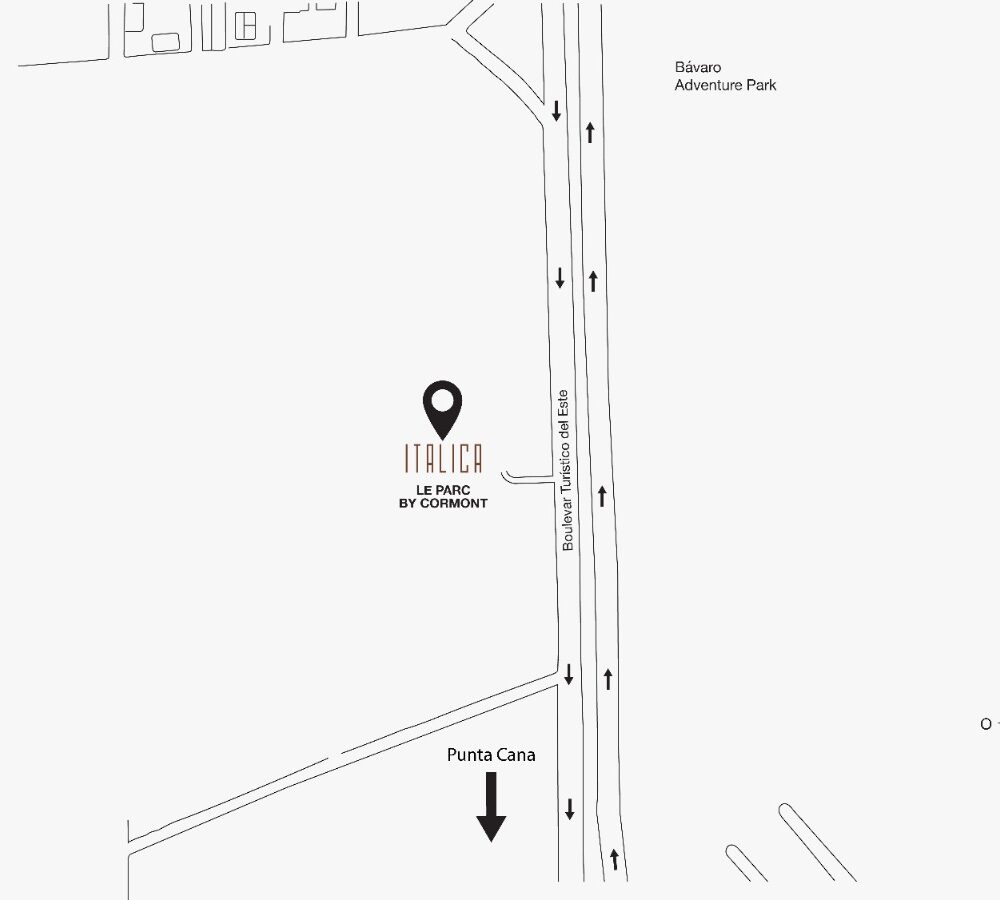 Bávaro
Adventure Park
Boulevar Turístico del Este
ITALICA
LE PARC
BY CORMONT
O
Punta Cana